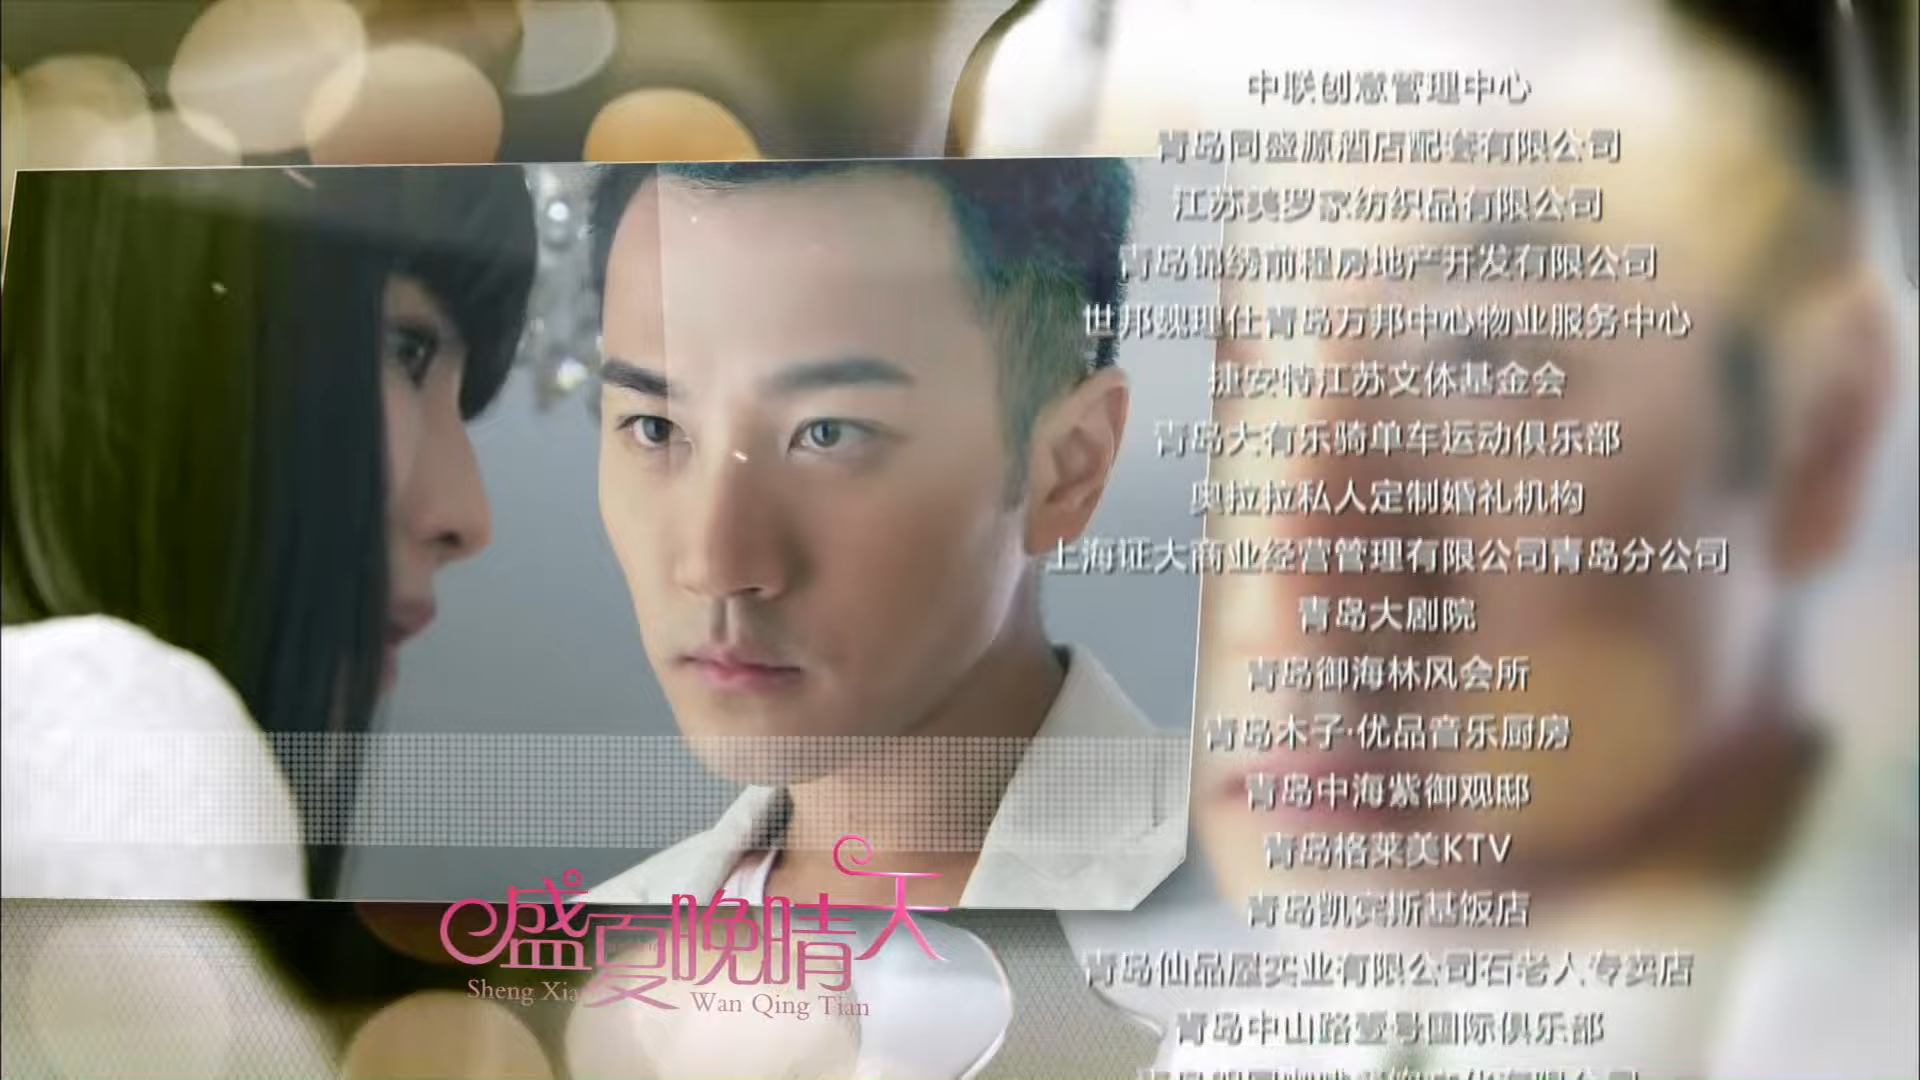 中联创意管理中心
青岛同盛源酒店配套有限公司
江苏美罗家纺织品有限公司
青岛锦绣前程房地产开发有限公司
世邦魏理仕青岛万邦中心物业服务中心
捷安特江苏文体基金会
青岛大有乐骑单车运动俱乐部
奥拉拉私人定制婚礼机构
上海证大商业经营管理有限公司青岛分公司
青岛大剧院
青岛御海林风会所
青岛木子·优品音乐厨房
青岛中海紫御观邸
青岛格莱美KTV
青岛凯宾斯基饭店
青岛仙品屋实业有限公司石老人专卖店
青岛中山路壹号国际俱乐部
盛夏晚晴天
Sheng Xia Wan Qing Tian